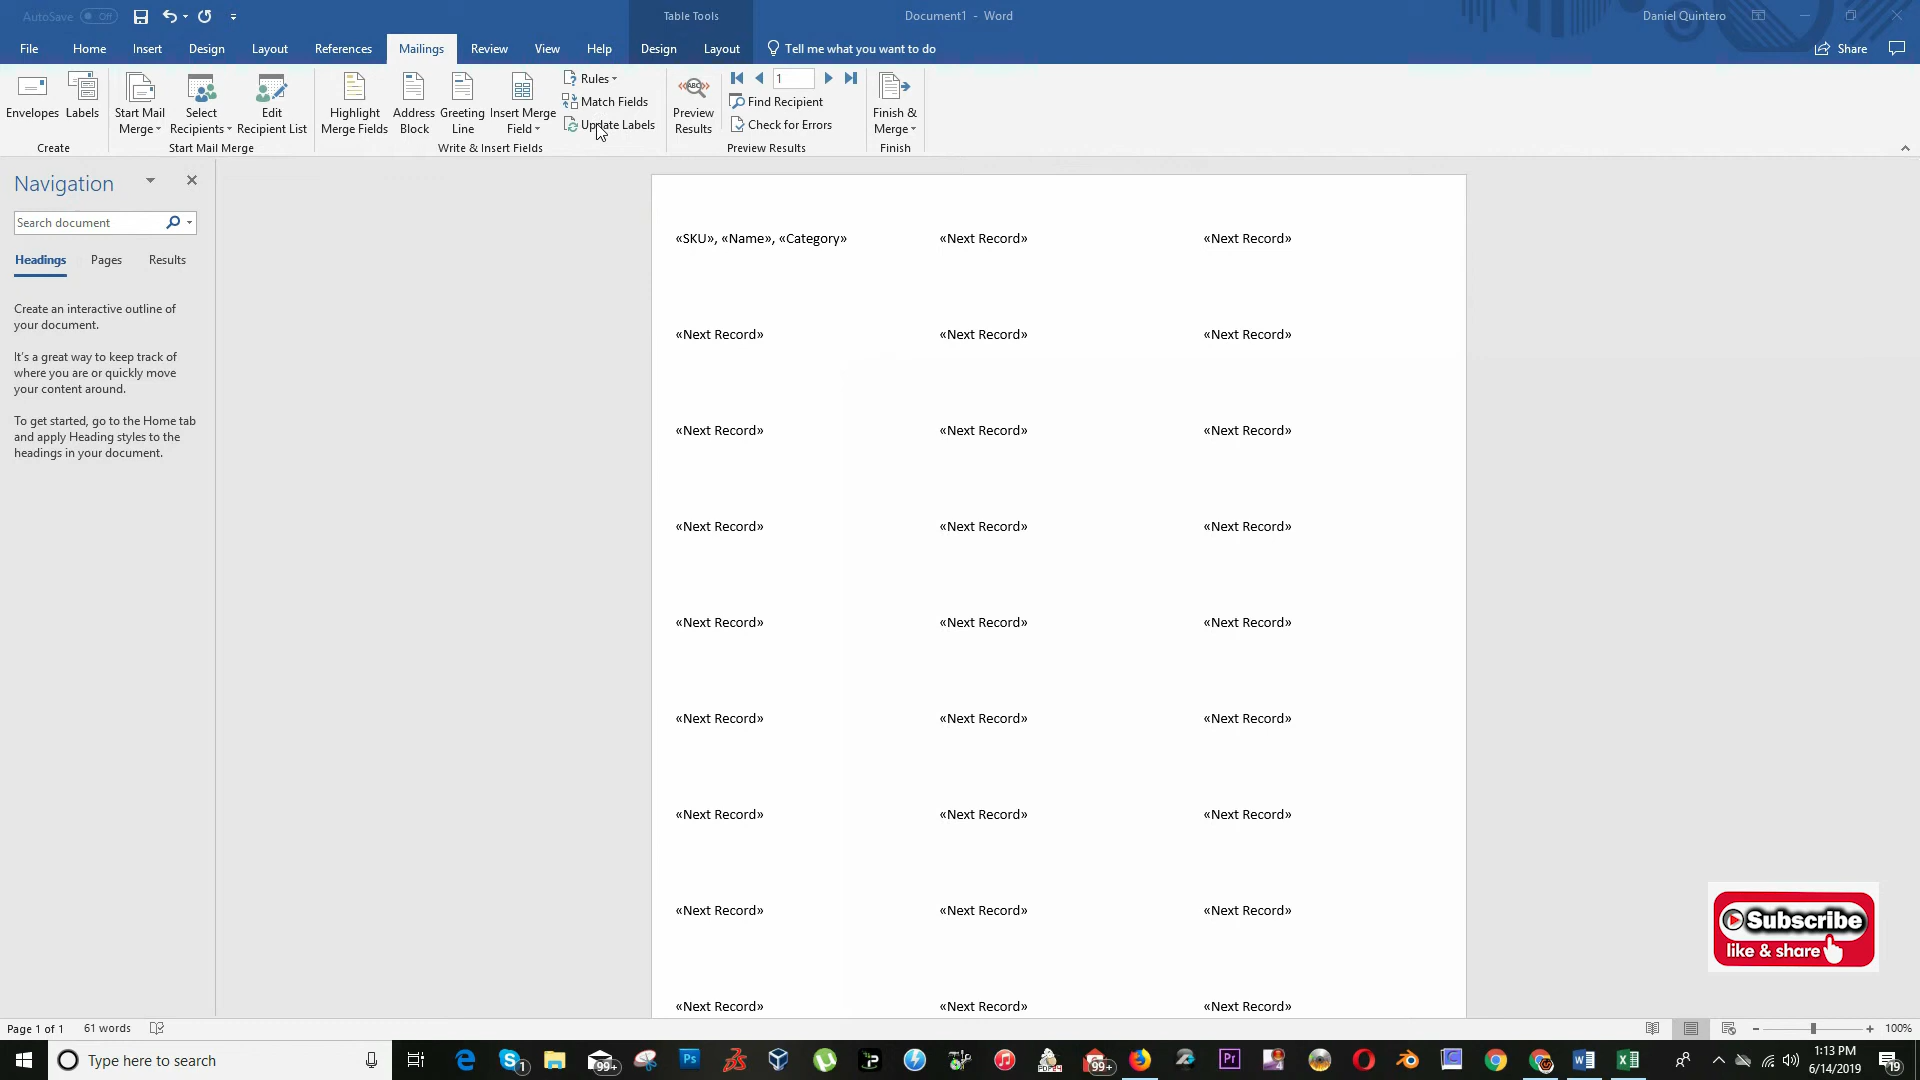 AutoSave Off
Table Tools
Document1 - Word
Daniel Quintero
File Home Insert Design Layout References Mailings Review View Help Design Layout Tell me what you want to do Share
Envelopes Labels
Create
Start Mail Merge
Select Recipients
Edit Recipient List
Start Mail Merge
Highlight Merge Fields
Address Block
Greeting Line
Insert Merge Field
Rules
Match Fields
Update Labels
Write & Insert Fields
ABC
Preview Results
1
Find Recipient
Check for Errors
Preview Results
Finish & Merge
Finish
Navigation
Search document
Headings Pages Results
Create an interactive outline of
your document.
It's a great way to keep track of
where you are or quickly move
your content around.
To get started, go to the Home tab
and apply Heading styles to the
headings in your document.
«SKU», «Name», «Category» «Next Record» «Next Record»
«Next Record» «Next Record» «Next Record»
«Next Record» «Next Record» «Next Record»
«Next Record» «Next Record» «Next Record»
«Next Record» «Next Record» «Next Record»
«Next Record» «Next Record» «Next Record»
«Next Record» «Next Record» «Next Record»
«Next Record» «Next Record» «Next Record»
«Next Record» «Next Record» «Next Record»
Subscribe
like & share
Page 1 of 1 61 words
100%
Type here to search
1
99+
Ps
99+
Pr
1:13 PM
6/14/2019
19